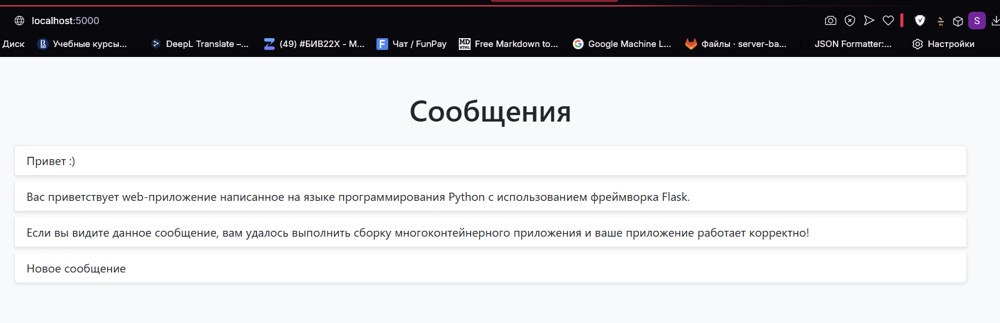 localhost:5000
S
Диск
Учебные курсы...
DeepL Translate –...
(49) #БИВ22X - M...
F Чат / FunPay
MD HTML Free Markdown to...
Google Machine L...
Файлы · server-ba...
JSON Formatter:...
Настройки
Сообщения
Привет :)
Вас приветствует web-приложение написанное на языке программирования Python с использованием фреймворка Flask.
Если вы видите данное сообщение, вам удалось выполнить сборку многоконтейнерного приложения и ваше приложение работает корректно!
Новое сообщение